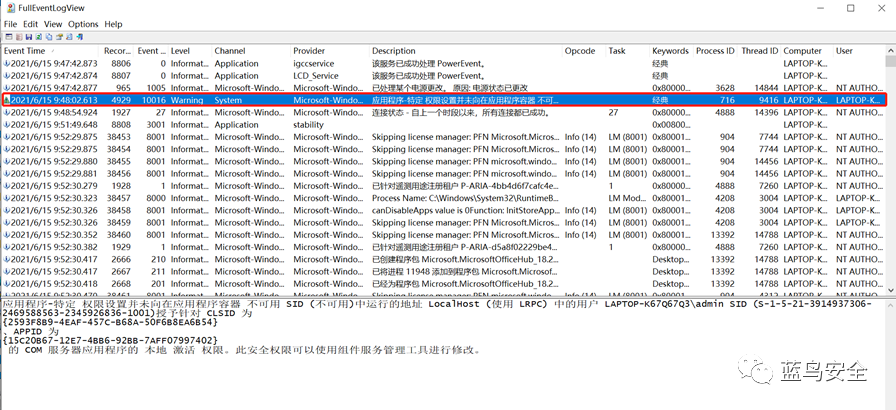 FullEventLogView
File Edit View Options Help
Event Time Recor... Event ... Level Channel Provider Description Opcode Task Keywords Process ID Thread ID Computer User
2021/6/15 9:47:42.873 8806 0 Informat... Application igccservice 该服务已成功处理 PowerEvent。 经典 LAPTOP-K...
2021/6/15 9:47:42.874 8807 0 Informat... Application LCD_Service 该服务已成功处理 PowerEvent。 经典 LAPTOP-K...
2021/6/15 9:47:42.877 965 1005 Informat... Microsoft-Windo... Microsoft-Windo... 已处理某个电源更改。 原因: 电源状态已更改 0x80000... 3628 14844 LAPTOP-K... NT AUTHO...
2021/6/15 9:48:02.613 4929 10016 Warning System Microsoft-Windo... 应用程序-特定 权限设置并未向在应用程序容器 不可... 经典 716 9416 LAPTOP-K... LAPTOP-K...
2021/6/15 9:48:54.924 1927 27 Informat... Microsoft-Windo... Microsoft-Windo... 连接状态 - 自上一个时段以来，所有连接都已成功。 27 0x80000... 4888 14396 LAPTOP-K... NT AUTHO...
2021/6/15 9:51:49.648 8808 3001 Informat... Application stability 0x00800... LAPTOP-K...
2021/6/15 9:52:29.875 38453 8001 Informat... Microsoft-Windo... Microsoft-Windo... Skipping license manager: PFN Microsoft.Micros... Info (14) LM (8001) 0x80000... 904 7744 LAPTOP-K... NT AUTHO...
2021/6/15 9:52:29.875 38454 8001 Informat... Microsoft-Windo... Microsoft-Windo... Skipping license manager: PFN Microsoft.Micros... Info (14) LM (8001) 0x80000... 904 7744 LAPTOP-K... NT AUTHO...
2021/6/15 9:52:29.880 38455 8001 Informat... Microsoft-Windo... Microsoft-Windo... Skipping license manager: PFN microsoft.windo... Info (14) LM (8001) 0x80000... 904 14456 LAPTOP-K... NT AUTHO...
2021/6/15 9:52:29.881 38456 8001 Informat... Microsoft-Windo... Microsoft-Windo... Skipping license manager: PFN microsoft.windo... Info (14) LM (8001) 0x80000... 904 14456 LAPTOP-K... NT AUTHO...
2021/6/15 9:52:30.279 1928 1 Informat... Microsoft-Windo... Microsoft-Windo... 已针对遥测用途注册租户 P-ARIA-4bb4d6f7cafc4e... 1 0x80000... 4888 7260 LAPTOP-K... NT AUTHO...
2021/6/15 9:52:30.323 38457 8000 Informat... Microsoft-Windo... Microsoft-Windo... Process Name: C:\Windows\System32\RuntimeB... LM Mod... 0x80000... 4208 3004 LAPTOP-K... LAPTOP-K...
2021/6/15 9:52:30.326 38458 8001 Informat... Microsoft-Windo... Microsoft-Windo... canDisableApps value is 0Function: InitStoreApp... Info (14) LM (8001) 0x80000... 4208 3004 LAPTOP-K... LAPTOP-K...
2021/6/15 9:52:30.326 38459 8001 Informat... Microsoft-Windo... Microsoft-Windo... Skipping license manager: PFN Microsoft.Micros... Info (14) LM (8001) 0x80000... 4208 3004 LAPTOP-K... LAPTOP-K...
2021/6/15 9:52:30.352 38460 8001 Informat... Microsoft-Windo... Microsoft-Windo... Skipping license manager: PFN Microsoft.Micros... Info (14) LM (8001) 0x80000... 13392 14788 LAPTOP-K... NT AUTHO...
2021/6/15 9:52:30.382 1929 1 Informat... Microsoft-Windo... Microsoft-Windo... 已针对遥测用途注册租户 P-ARIA-d5a8f02229be4... 1 0x80000... 4888 7260 LAPTOP-K... NT AUTHO...
2021/6/15 9:52:30.417 2666 210 Informat... Microsoft-Windo... Microsoft-Windo... 已创建程序包 Microsoft.MicrosoftOfficeHub_18.2... Desktop... 13392 14788 LAPTOP-K... NT AUTHO...
2021/6/15 9:52:30.417 2667 211 Informat... Microsoft-Windo... Microsoft-Windo... 已将进程 11948 添加到程序包 Microsoft.Microsoft... Desktop... 13392 14788 LAPTOP-K... NT AUTHO...
2021/6/15 9:52:30.417 2668 201 Informat... Microsoft-Windo... Microsoft-Windo... 已经为程序包 Microsoft.MicrosoftOfficeHub_18.2... Desktop... 13392 14788 LAPTOP-K... NT AUTHO...
应用程序-特定 权限设置并未向在应用程序容器 不可用 SID (不可用)中运行的地址 LocalHost (使用 LRPC) 中的用户 LAPTOP-K67Q67Q3\admin SID (S-1-5-21-3914937306-
2469588563-2345926836-1001)授予针对 CLSID 为
{2593F8B9-4EAF-457C-B68A-50F6B8EA6B54}
、APPID 为
{15C20B67-12E7-4BB6-92BB-7AFF07997402}
的 COM 服务器应用程序的 本地 激活 权限。此安全权限可以使用组件服务管理工具进行修改。
蓝鸟安全